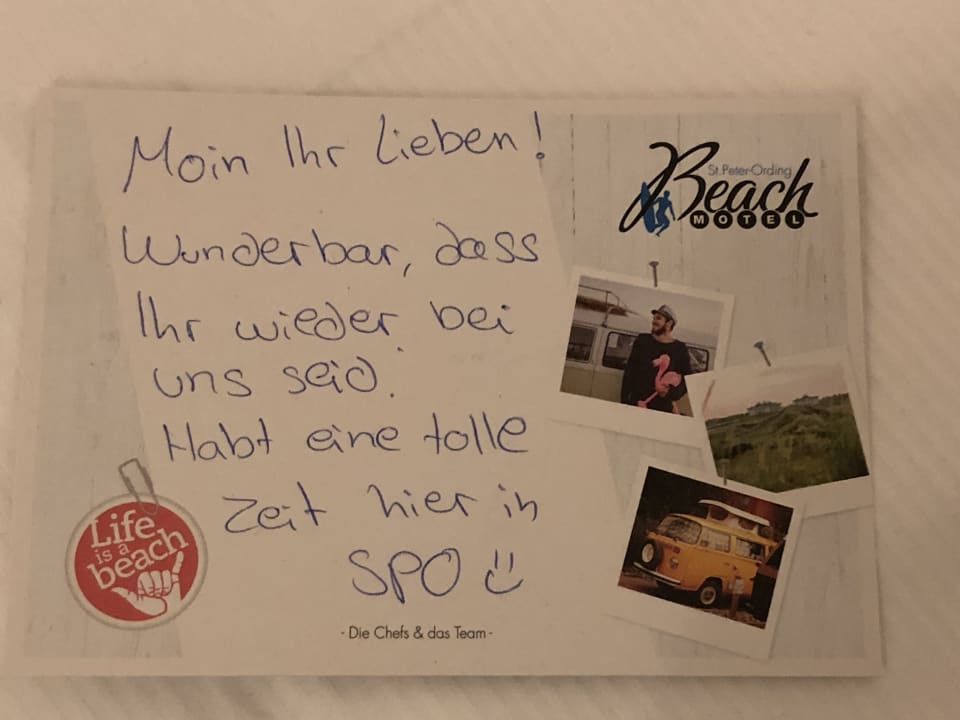 Moin Ihr Lieben!
Wunderbar, dass
Ihr wieder bei
uns seid.
Habt eine tolle
Zeit hier in
SPO
- Die Chefs & das Team -
St. Peter-Ording
Beach
MOTEL
Life
is a
beach